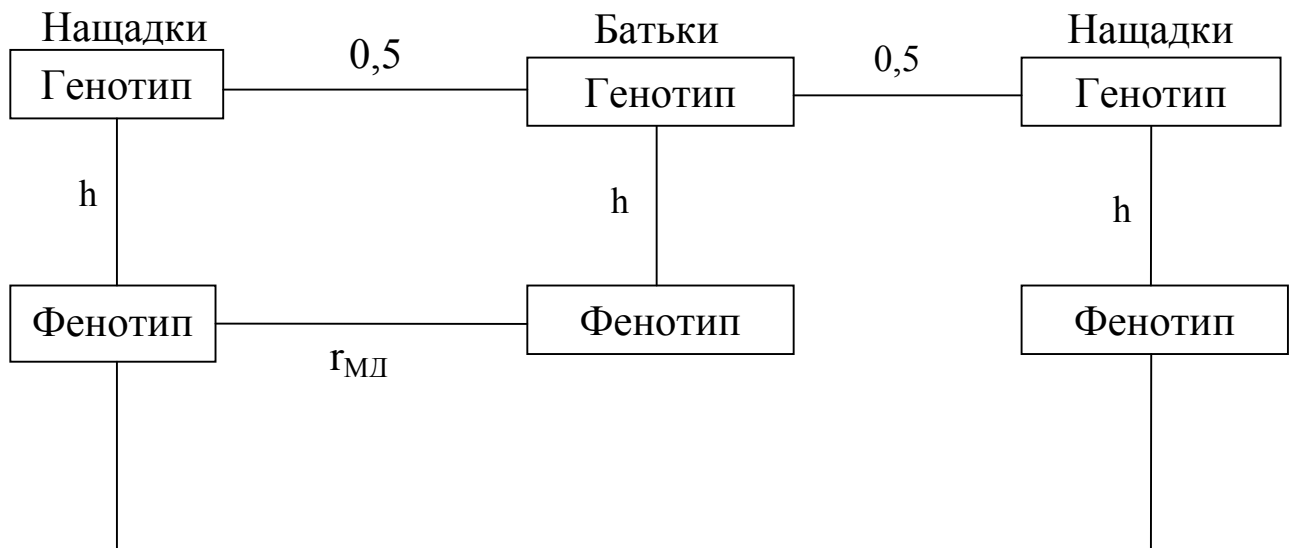 Нащадки
Батьки
Нащадки
0,5
0,5
Генотип
Генотип
Генотип
h
h
h
Фенотип
Фенотип
Фенотип
rМД